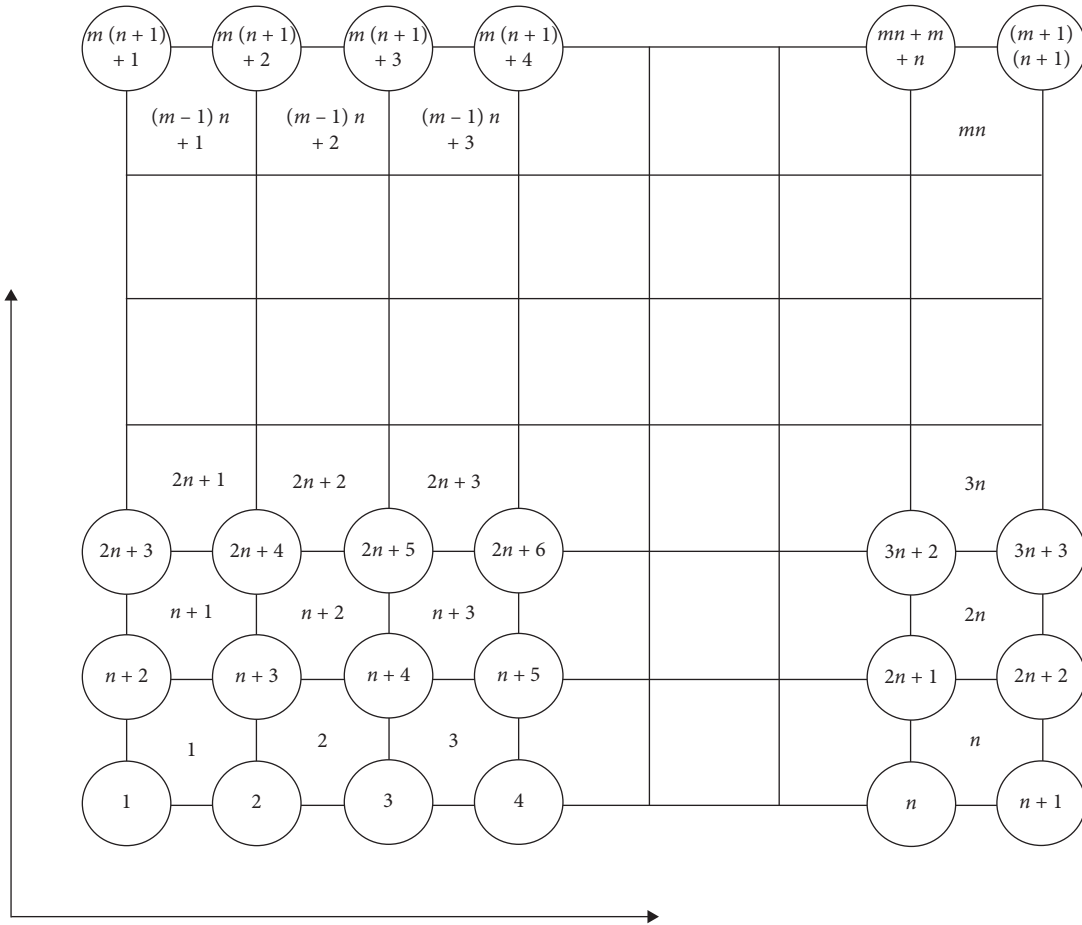 m (n + 1) m (n + 1) m (n + 1) m (n + 1) mn + m (m + 1)
+ 1 + 2 + 3 + 4 + n (n + 1)
(m – 1) n (m – 1) n (m – 1) n mn
+ 1 + 2 + 3
2n + 1 2n + 2 2n + 3 3n
2n + 3 2n + 4 2n + 5 2n + 6 3n + 2 3n + 3
n + 1 n + 2 n + 3 2n
n + 2 n + 3 n + 4 n + 5 2n + 1 2n + 2
1 2 3 n
1 2 3 4 n n + 1